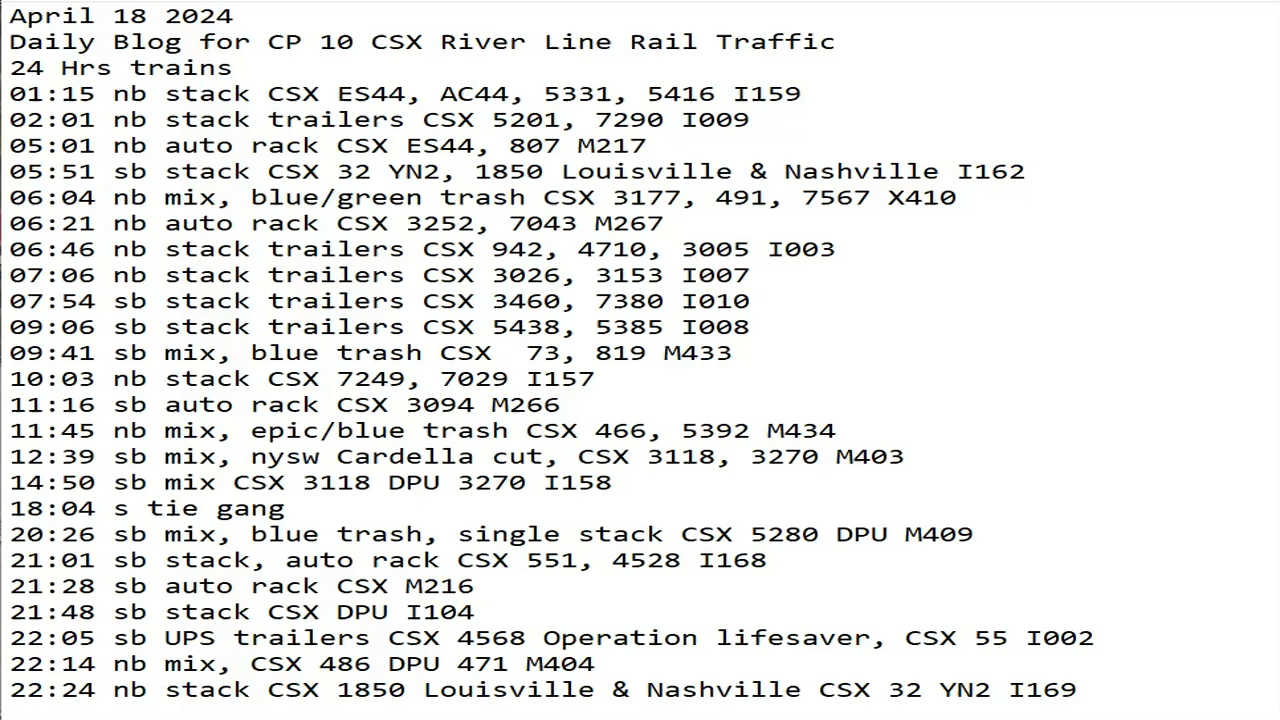 April 18 2024
Daily Blog for CP 10 CSX River Line Rail Traffic
24 Hrs trains
01:15 nb stack CSX ES44, AC44, 5331, 5416 I159
02:01 nb stack trailers CSX 5201, 7290 I009
05:01 nb auto rack CSX ES44, 807 M217
05:51 sb stack CSX 32 YN2, 1850 Louisville & Nashville I162
06:04 nb mix, blue/green trash CSX 3177, 491, 7567 X410
06:21 nb auto rack CSX 3252, 7043 M267
06:46 nb stack trailers CSX 942, 4710, 3005 I003
07:06 nb stack trailers CSX 3026, 3153 I007
07:54 sb stack trailers CSX 3460, 7380 I010
09:06 sb stack trailers CSX 5438, 5385 I008
09:41 sb mix, blue trash CSX  73, 819 M433
10:03 nb stack CSX 7249, 7029 I157
11:16 sb auto rack CSX 3094 M266
11:45 nb mix, epic/blue trash CSX 466, 5392 M434
12:39 sb mix, nysw Cardella cut, CSX 3118, 3270 M403
14:50 sb mix CSX 3118 DPU 3270 I158
18:04 s tie gang
20:26 sb mix, blue trash, single stack CSX 5280 DPU M409
21:01 sb stack, auto rack CSX 551, 4528 I168
21:28 sb auto rack CSX M216
21:48 sb stack CSX DPU I104
22:05 sb UPS trailers CSX 4568 Operation lifesaver, CSX 55 I002
22:14 nb mix, CSX 486 DPU 471 M404
22:24 nb stack CSX 1850 Louisville & Nashville CSX 32 YN2 I169